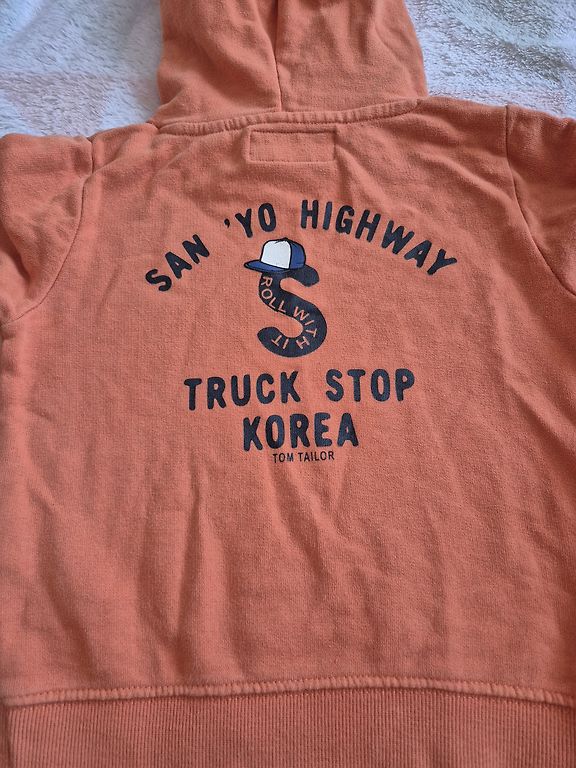 SAN 'YO HIGHWAY
S
ROLL WITH IT
TRUCK STOP
KOREA
TOM TAILOR